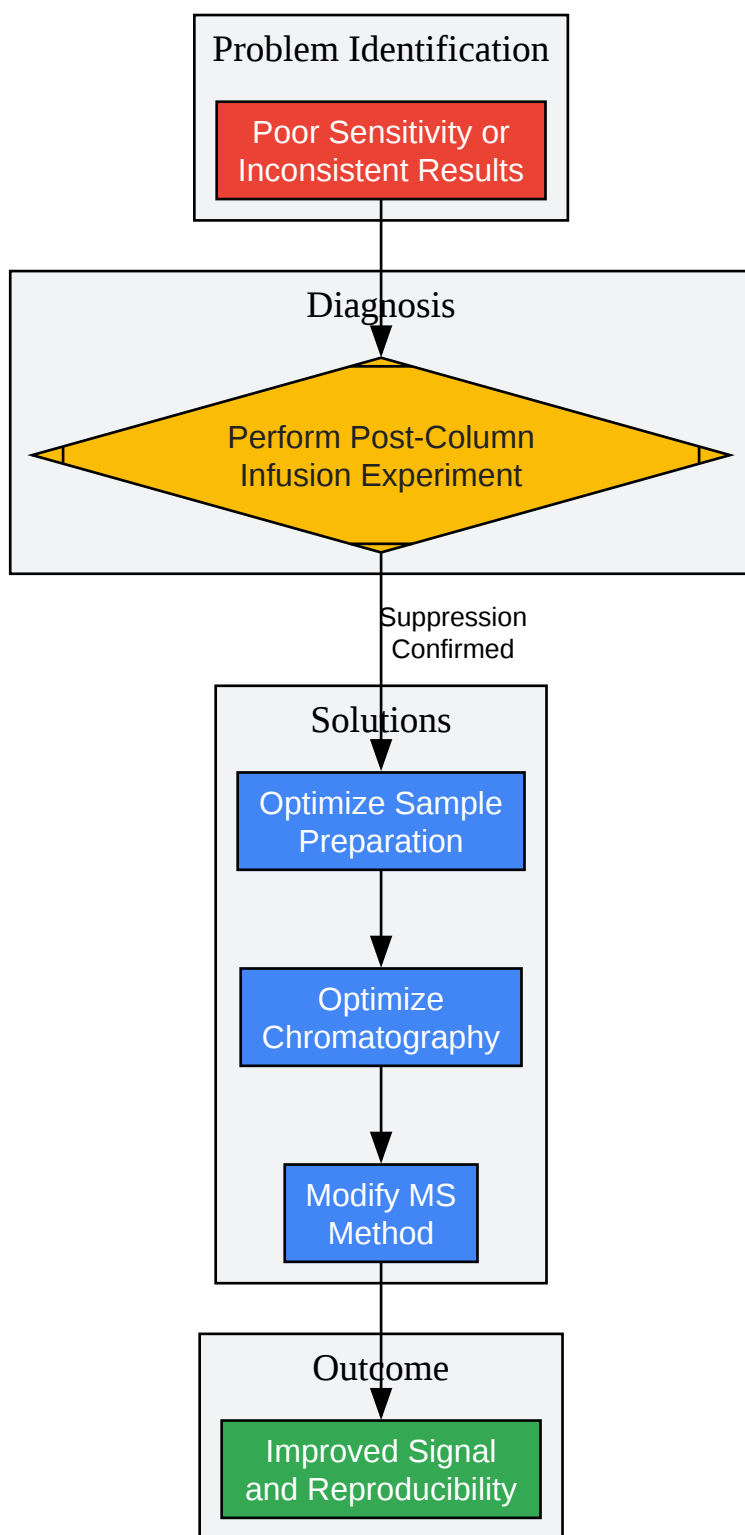 Problem Identification
Poor Sensitivity or
Inconsistent Results
Diagnosis
Perform Post-Column
Infusion Experiment
Suppression
Confirmed
Solutions
Optimize Sample
Preparation
Optimize
Chromatography
Modify MS
Method
Outcome
Improved Signal
and Reproducibility